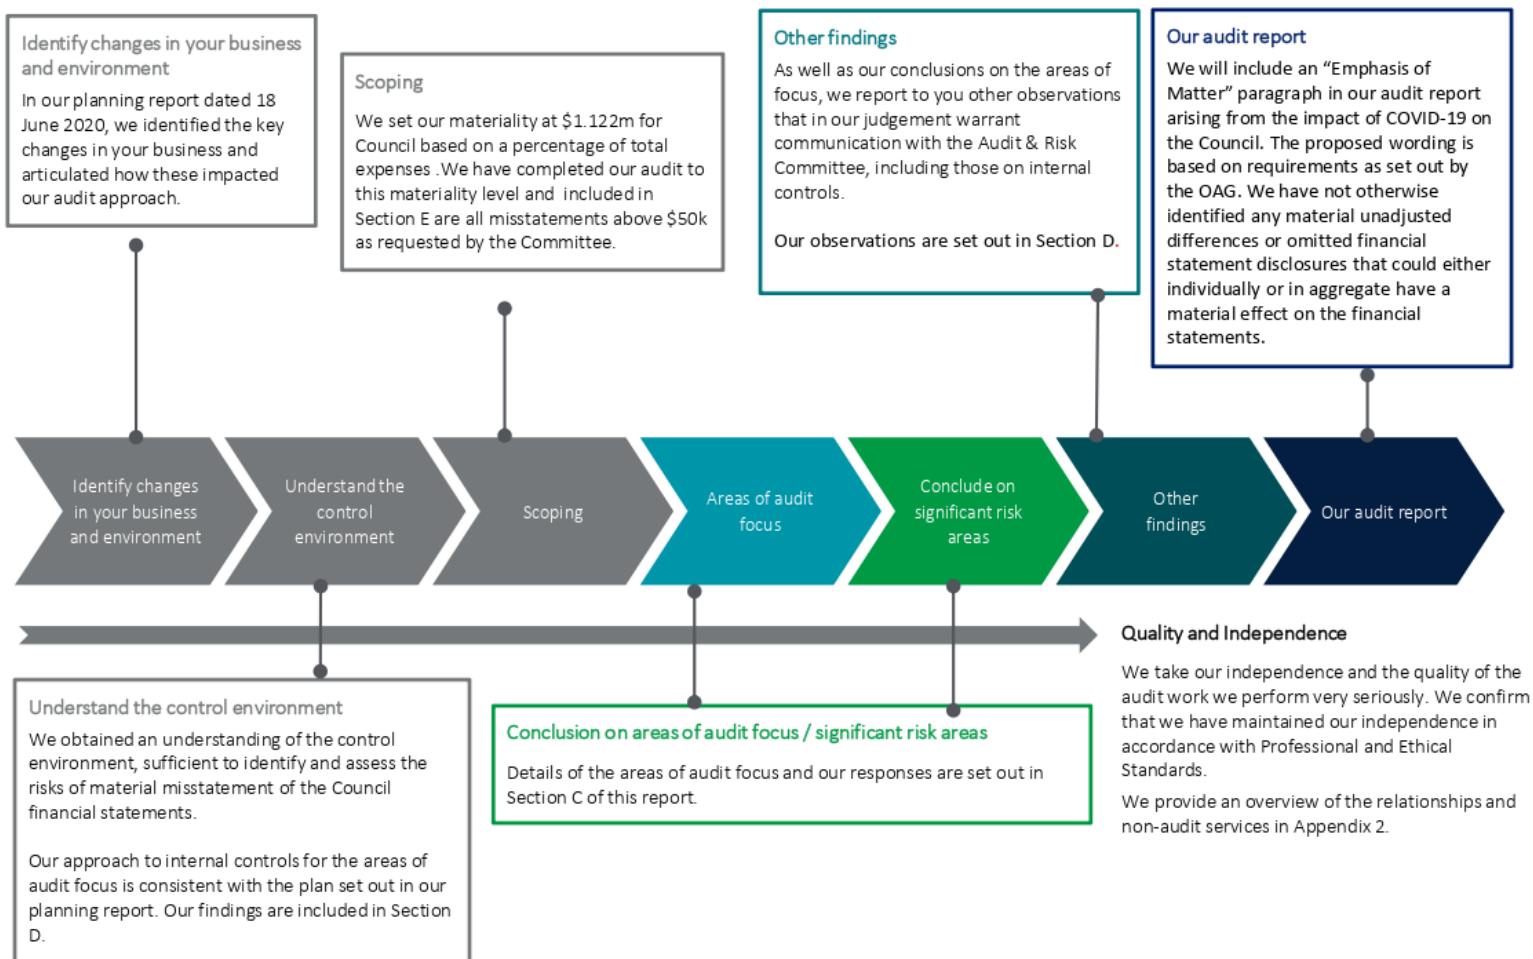 Identify changes in your business
and environment
In our planning report dated 18
June 2020, we identified the key
changes in your business and
articulated how these impacted
our audit approach.
Scoping
We set our materiality at $1.122m for
Council based on a percentage of total
expenses .We have completed our audit to
this materiality level and included in
Section E are all misstatements above $50k
as requested by the Committee.
Other findings
As well as our conclusions on the areas of
focus, we report to you other observations
that in our judgement warrant
communication with the Audit & Risk
Committee, including those on internal
controls.
Our observations are set out in Section D.
Our audit report
We will include an “Emphasis of
Matter” paragraph in our audit report
arising from the impact of COVID-19 on
the Council. The proposed wording is
based on requirements as set out by
the OAG. We have not otherwise
identified any material unadjusted
differences or omitted financial
statement disclosures that could either
individually or in aggregate have a
material effect on the financial
statements.
Identify changes
in your business
and environment
Understand the
control
environment
Scoping
Areas of audit
focus
Conclude on
significant risk
areas
Other
findings
Our audit report
Understand the control environment
We obtained an understanding of the control
environment, sufficient to identify and assess the
risks of material misstatement of the Council
financial statements.
Our approach to internal controls for the areas of
audit focus is consistent with the plan set out in our
planning report. Our findings are included in Section
D.
Conclusion on areas of audit focus / significant risk areas
Details of the areas of audit focus and our responses are set out in
Section C of this report.
Quality and Independence
We take our independence and the quality of the
audit work we perform very seriously. We confirm
that we have maintained our independence in
accordance with Professional and Ethical
Standards.
We provide an overview of the relationships and
non-audit services in Appendix 2.